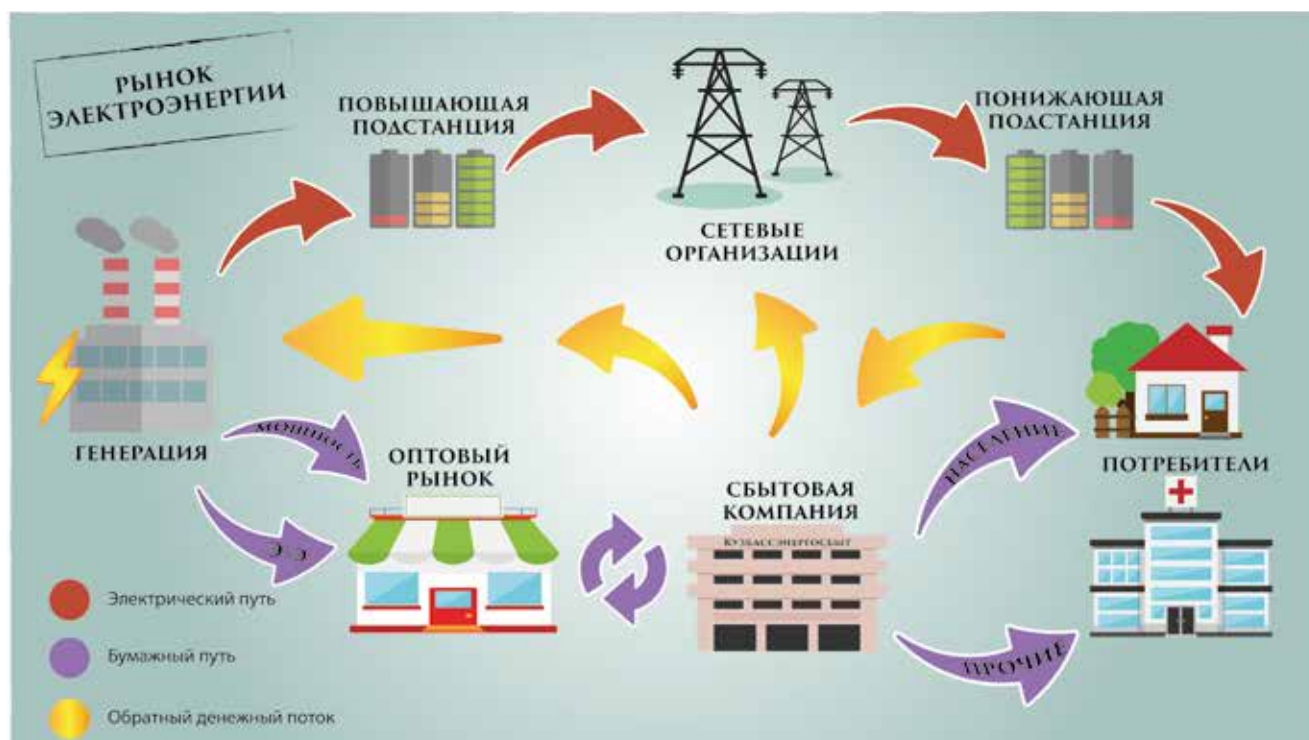 РЫНОК
ЭЛЕКТРОЭНЕРГИИ
ПОВЫШАЮЩАЯ
ПОДСТАНЦИЯ
ПОНИЖАЮЩАЯ
ПОДСТАНЦИЯ
СЕТЕВЫЕ
ОРГАНИЗАЦИИ
ГЕНЕРАЦИЯ
МОЩНОСТЬ
Э/Э
ОПТОВЫЙ
РЫНОК
СБЫТОВАЯ
КОМПАНИЯ
КУЗБАССЭНЕРГОСБЫТ
НАСЕЛЕНИЕ
ПОТРЕБИТЕЛИ
ПРОЧИЕ
Электрический путь
Бумажный путь
Обратный денежный поток